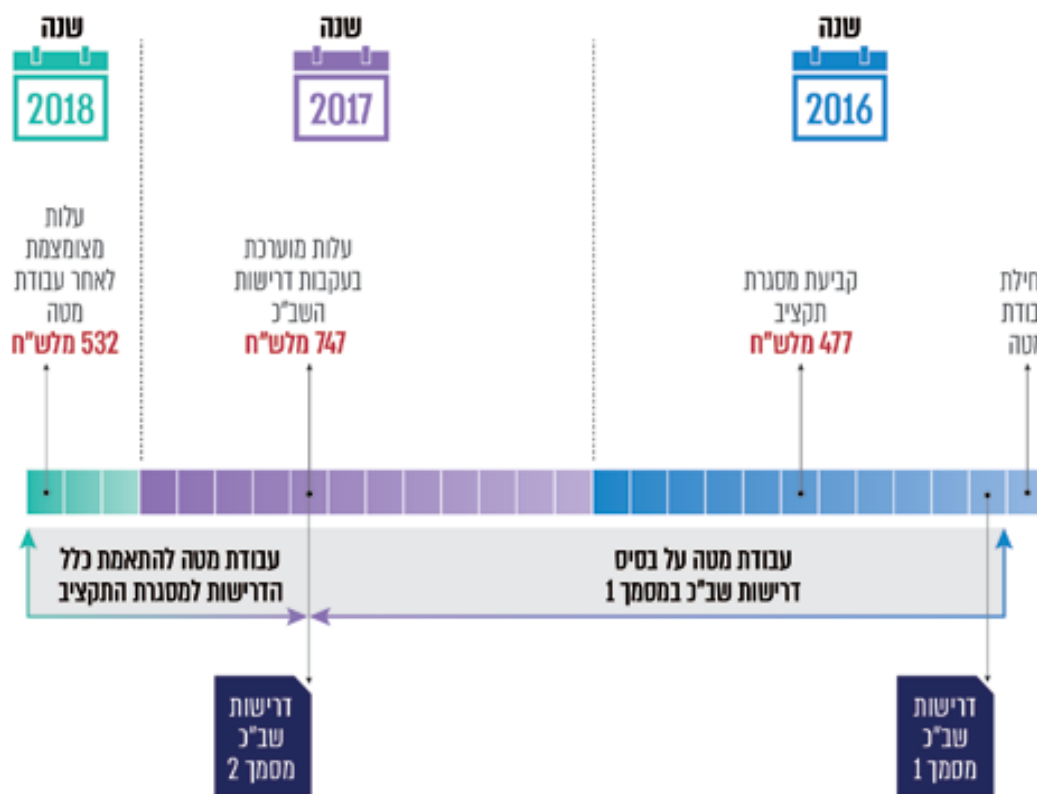 שנה
2016
שנה
2017
שנה
2018
קביעת מסגרת
תקציב
477 מלש"ח
עלות מוערכת
בעקבות דרישות
השב"כ
747 מלש"ח
עלות
מצומצמת
לאחר עבודת
מטה
532 מלש"ח
עבודת מטה על בסיס
דרישות שב"כ במסמך 1
עבודת מטה להתאמת כלל
הדרישות למסגרת התקציב
דרישות
שב"כ
מסמך 1
דרישות
שב"כ
מסמך 2